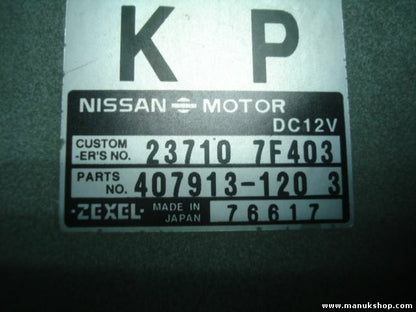 K P
NISSAN MOTOR
DC12V
CUSTOM
-ER'S NO. 23710 7F403
PARTS
NO. 407913-120 3
·ZEXEL· MADE IN
JAPAN 76617
www.manukshop.com